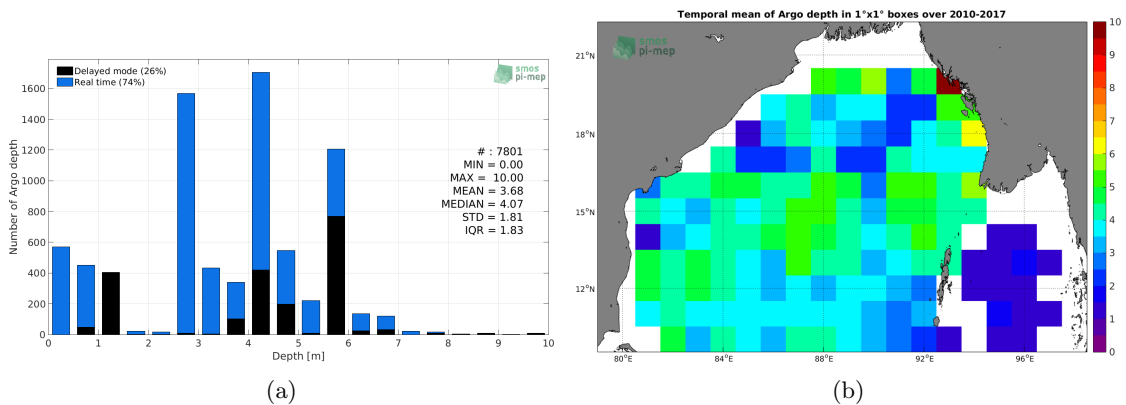 smos
pi-mep
Delayed mode (26%)
Real time (74%)
# : 7801
MIN = 0.00
MAX = 10.00
MEAN = 3.68
MEDIAN = 4.07
STD = 1.81
IQR = 1.83
1600
1400
1200
1000
800
600
400
200
0
Number of Argo depth
0 1 2 3 4 5 6 7 8 9 10
Depth [m]
(a)
Temporal mean of Argo depth in 1°x1° boxes over 2010-2017
smos
pi-mep
21°N
18°N
15°N
12°N
80°E 84°E 88°E 92°E 96°E
10
9
8
7
6
5
4
3
2
1
0
(b)